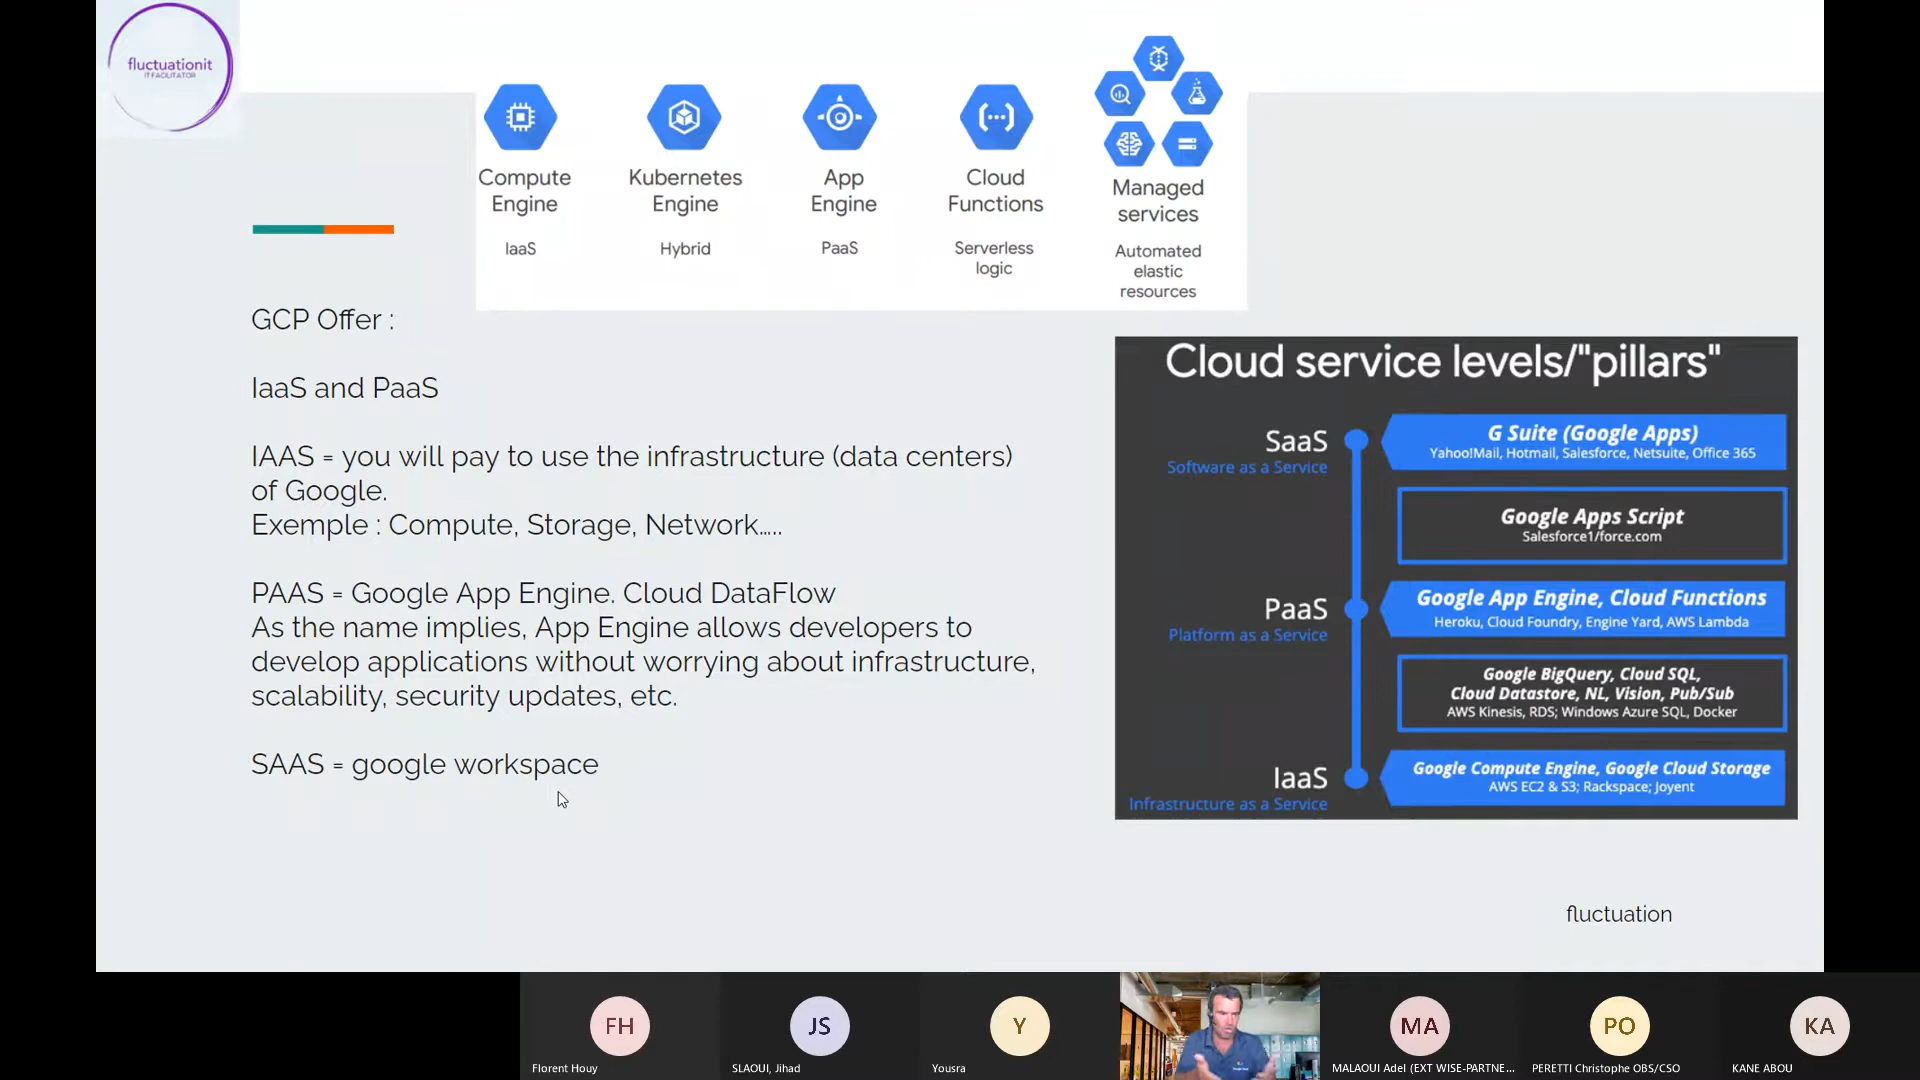 fluctuationit
IT FACILITATOR
Compute
Engine
IaaS
Kubernetes
Engine
Hybrid
App
Engine
PaaS
Cloud
Functions
Serverless
logic
Managed
services
Automated
elastic
resources
GCP Offer :
IaaS and PaaS
IAAS = you will pay to use the infrastructure (data centers)
of Google.
Exemple : Compute, Storage, Network.....
PAAS = Google App Engine. Cloud DataFlow
As the name implies, App Engine allows developers to
develop applications without worrying about infrastructure,
scalability, security updates, etc.
SAAS = google workspace
Cloud service levels/"pillars"
SaaS
Software as a Service
G Suite (Google Apps)
Yahoo!Mail, Hotmail, Salesforce, Netsuite, Office 365
Google Apps Script
Salesforce1/force.com
PaaS
Platform as a Service
Google App Engine, Cloud Functions
Heroku, Cloud Foundry, Engine Yard, AWS Lambda
Google BigQuery, Cloud SQL,
Cloud Datastore, NL, Vision, Pub/Sub
AWS Kinesis, RDS; Windows Azure SQL, Docker
IaaS
Infrastructure as a Service
Google Compute Engine, Google Cloud Storage
AWS EC2 & S3; Rackspace; Joyent
fluctuation
FH
Florent Houy
JS
SLAOUI, Jihad
Y
Yousra
MA
MALAOUI Adel (EXT WISE-PARTNE...
PO
PERETTI Christophe OBS/CSO
KA
KANE ABOU